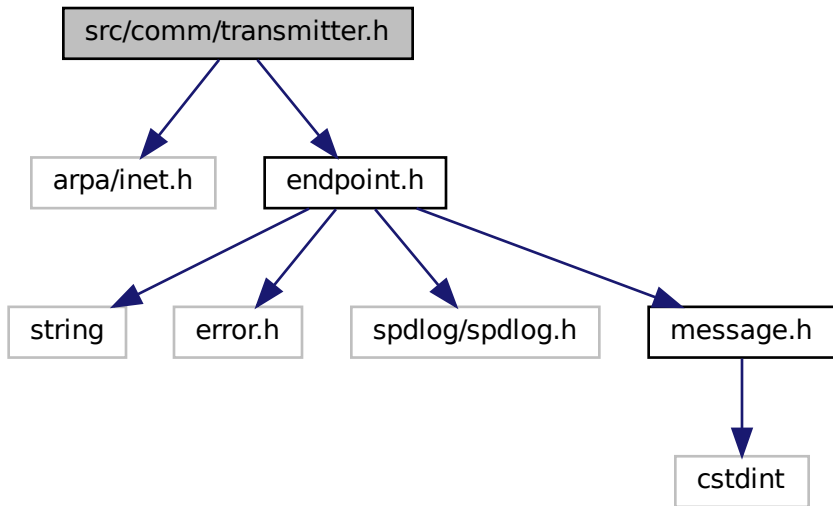 src/comm/transmitter.h
arpa/inet.h
endpoint.h
string
error.h
spdlog/spdlog.h
message.h
cstdint